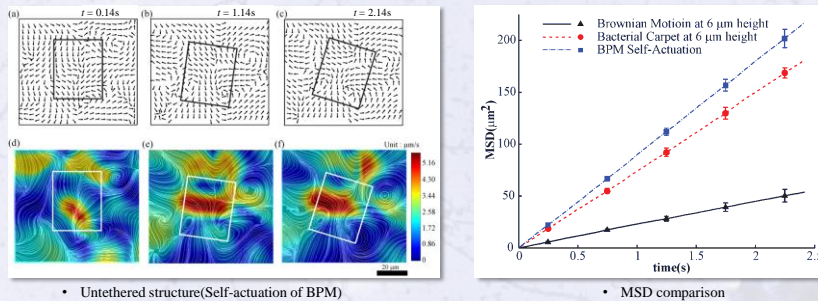 (a) t = 0.14s
(b) t = 1.14s
(c) t = 2.14s
(d)
(e)
(f)
Unit : μm/s
5.16
4.30
3.44
2.58
1.72
0.86
0
20 μm
• Untethered structure(Self-actuation of BPM)
Brownian Motioin at 6 μm height
Bacterial Carpet at 6 μm height
BPM Self-Actuation
MSD(μm²)
200
150
100
50
0
0 0.5 1 1.5 2 2.5
time(s)
• MSD comparison